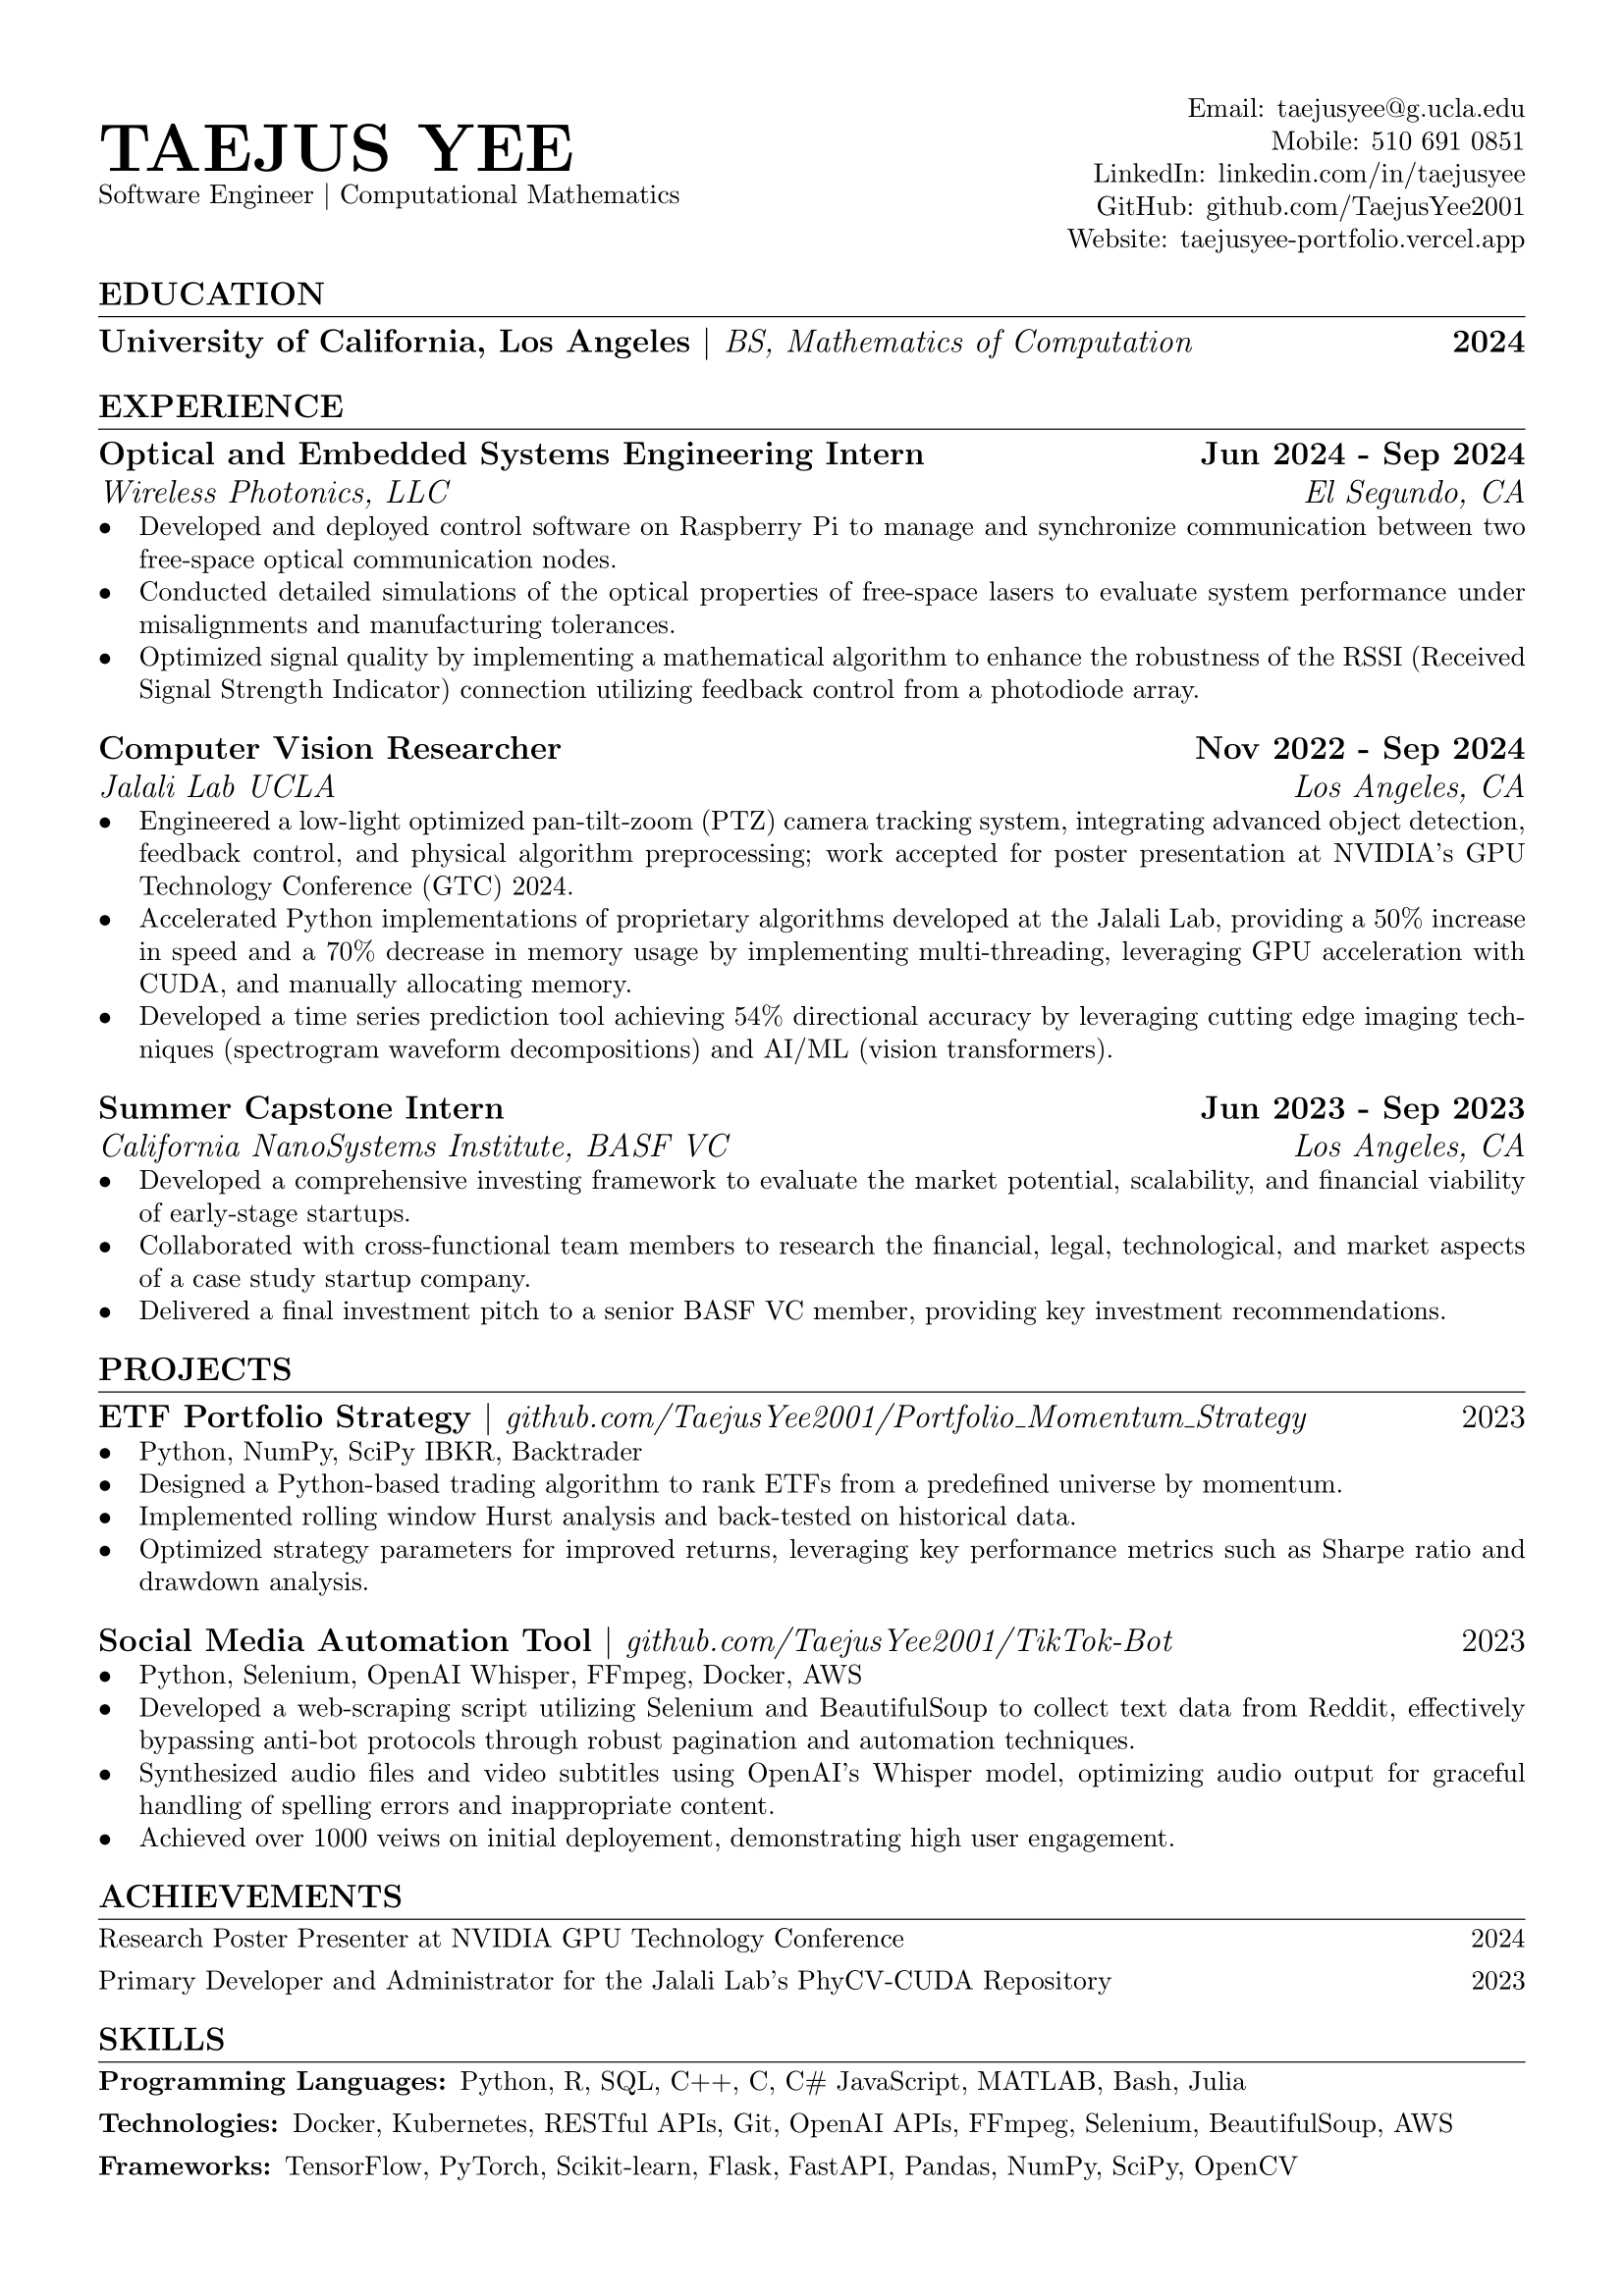 TAEJUS YEE
Software Engineer | Computational Mathematics
Email: taejusyee@g.ucla.edu
Mobile: 510 691 0851
LinkedIn: linkedin.com/in/taejusyee
GitHub: github.com/TaejusYee2001
Website: taejusyee-portfolio.vercel.app
EDUCATION
University of California, Los Angeles | BS, Mathematics of Computation 2024
EXPERIENCE
Optical and Embedded Systems Engineering Intern Jun 2024 - Sep 2024
Wireless Photonics, LLC El Segundo, CA
• Developed and deployed control software on Raspberry Pi to manage and synchronize communication between two
free-space optical communication nodes.
• Conducted detailed simulations of the optical properties of free-space lasers to evaluate system performance under
misalignments and manufacturing tolerances.
• Optimized signal quality by implementing a mathematical algorithm to enhance the robustness of the RSSI (Received
Signal Strength Indicator) connection utilizing feedback control from a photodiode array.
Computer Vision Researcher Nov 2022 - Sep 2024
Jalali Lab UCLA Los Angeles, CA
• Engineered a low-light optimized pan-tilt-zoom (PTZ) camera tracking system, integrating advanced object detection,
feedback control, and physical algorithm preprocessing; work accepted for poster presentation at NVIDIA's GPU
Technology Conference (GTC) 2024.
• Accelerated Python implementations of proprietary algorithms developed at the Jalali Lab, providing a 50% increase
in speed and a 70% decrease in memory usage by implementing multi-threading, leveraging GPU acceleration with
CUDA, and manually allocating memory.
• Developed a time series prediction tool achieving 54% directional accuracy by leveraging cutting edge imaging tech-
niques (spectrogram waveform decompositions) and AI/ML (vision transformers).
Summer Capstone Intern Jun 2023 - Sep 2023
California NanoSystems Institute, BASF VC Los Angeles, CA
• Developed a comprehensive investing framework to evaluate the market potential, scalability, and financial viability
of early-stage startups.
• Collaborated with cross-functional team members to research the financial, legal, technological, and market aspects
of a case study startup company.
• Delivered a final investment pitch to a senior BASF VC member, providing key investment recommendations.
PROJECTS
ETF Portfolio Strategy | github.com/TaejusYee2001/Portfolio_Momentum_Strategy 2023
• Python, NumPy, SciPy IBKR, Backtrader
• Designed a Python-based trading algorithm to rank ETFs from a predefined universe by momentum.
• Implemented rolling window Hurst analysis and back-tested on historical data.
• Optimized strategy parameters for improved returns, leveraging key performance metrics such as Sharpe ratio and
drawdown analysis.
Social Media Automation Tool | github.com/TaejusYee2001/TikTok-Bot 2023
• Python, Selenium, OpenAI Whisper, FFmpeg, Docker, AWS
• Developed a web-scraping script utilizing Selenium and BeautifulSoup to collect text data from Reddit, effectively
bypassing anti-bot protocols through robust pagination and automation techniques.
• Synthesized audio files and video subtitles using OpenAI's Whisper model, optimizing audio output for graceful
handling of spelling errors and inappropriate content.
• Achieved over 1000 veiws on initial deployement, demonstrating high user engagement.
ACHIEVEMENTS
Research Poster Presenter at NVIDIA GPU Technology Conference 2024
Primary Developer and Administrator for the Jalali Lab's PhyCV-CUDA Repository 2023
SKILLS
Programming Languages: Python, R, SQL, C++, C, C# JavaScript, MATLAB, Bash, Julia
Technologies: Docker, Kubernetes, RESTful APIs, Git, OpenAI APIs, FFmpeg, Selenium, BeautifulSoup, AWS
Frameworks: TensorFlow, PyTorch, Scikit-learn, Flask, FastAPI, Pandas, NumPy, SciPy, OpenCV